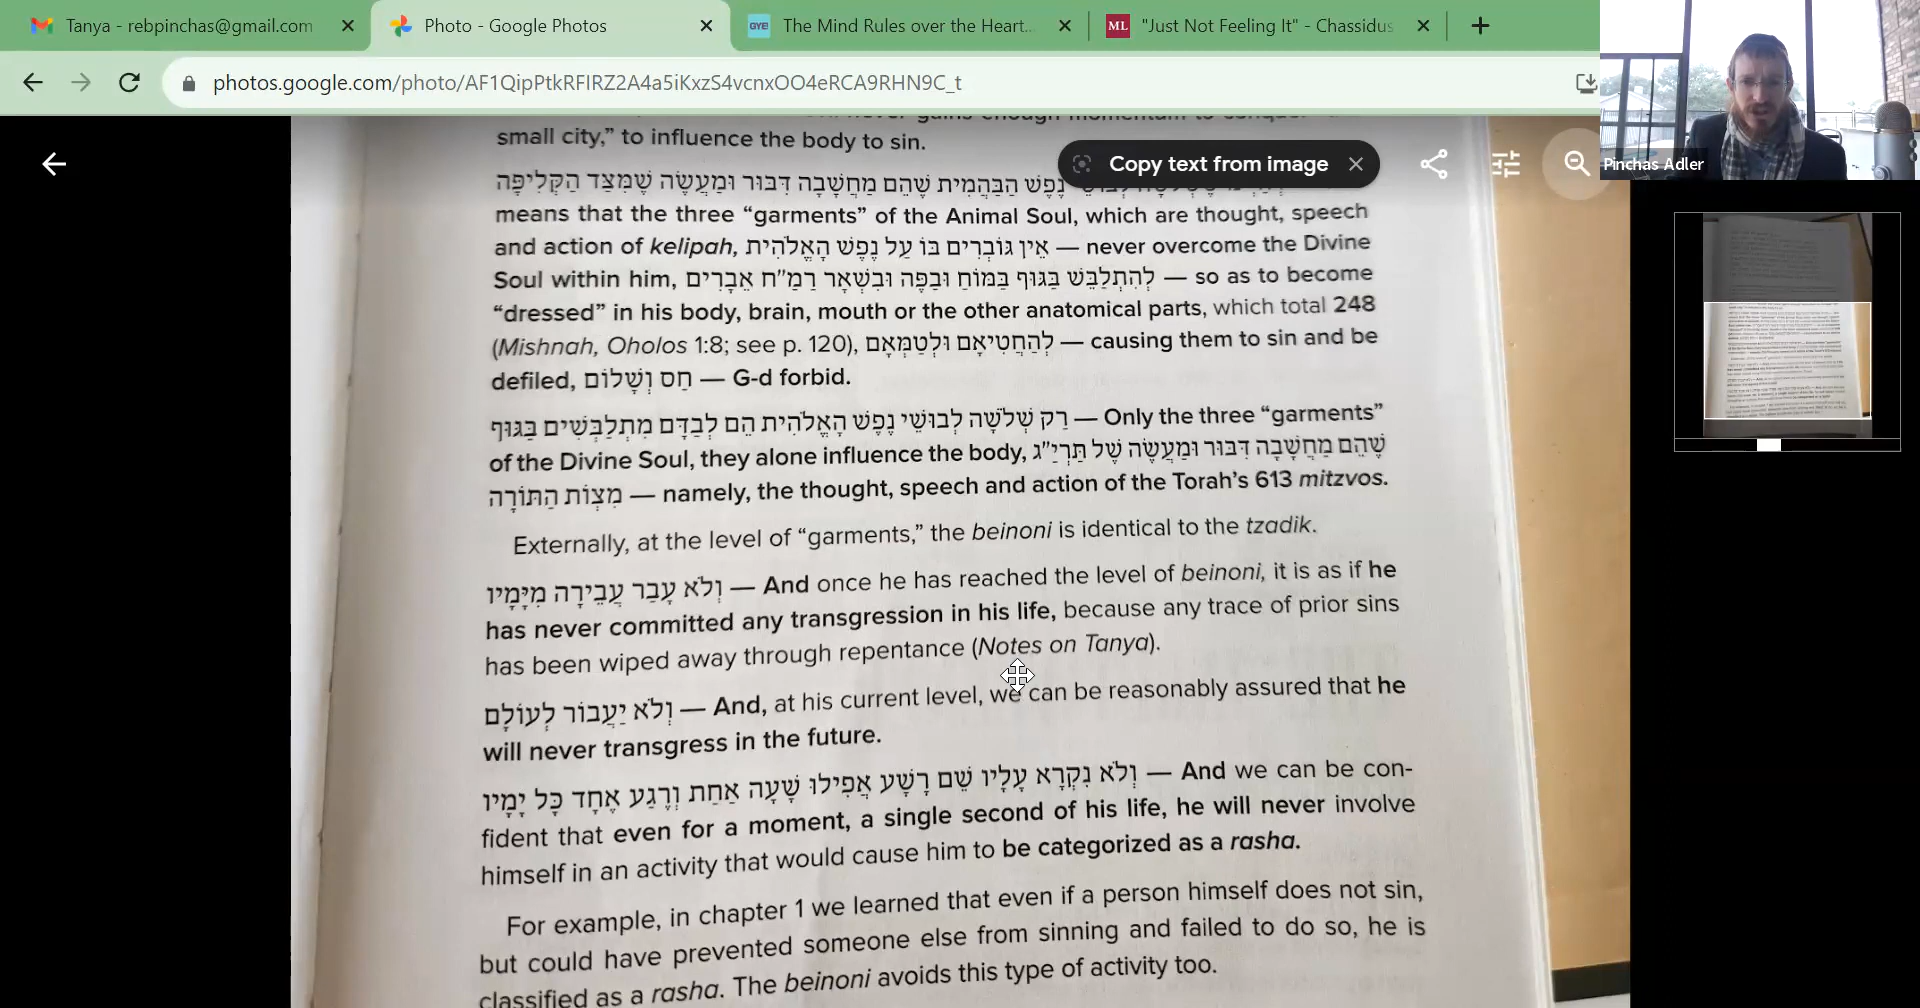 Tanya - rebpinchas@gmail.com
Photo - Google Photos
The Mind Rules over the Heart...
"Just Not Feeling It" - Chassidus
photos.google.com/photo/AF1QipPtkRFIRZ2A4a5iKxzS4vcnxOO4eRCA9RHN9C_t
GYE
ML
Copy text from image
Pinchas Adler
small city,” to influence the body to sin.
נֶפֶשׁ הַבַּהֲמִית שֶׁהֵם מַחֲשָׁבָה דִּבּוּר וּמַעֲשֶׂה שֶׁמִּצַּד הַקְּלִיפָּה
means that the three “garments” of the Animal Soul, which are thought, speech
and action of kelipah, אֵין גּוֹבְרִים בּוֹ עַל נֶפֶשׁ הָאֱלֹהִית — never overcome the Divine
Soul within him, לְהִתְלַבֵּשׁ בַּגּוּף בַּמּוֹחַ וּבַפֶּה וּבִשְׁאָר רַמַ״ח אֵבָרִים — so as to become
“dressed” in his body, brain, mouth or the other anatomical parts, which total 248
(Mishnah, Oholos 1:8; see p. 120), לְהַחֲטִיאָם וּלְטַמְּאָם — causing them to sin and be
defiled, חַס וְשָׁלוֹם — G-d forbid.
רַק שְׁלֹשָׁה לְבוּשֵׁי נֶפֶשׁ הָאֱלֹהִית הֵם לְבַדָּם מִתְלַבְּשִׁים בַּגּוּף — Only the three “garments”
of the Divine Soul, they alone influence the body, שֶׁהֵם מַחֲשָׁבָה דִּבּוּר וּמַעֲשֶׂה שֶׁל תַּרְיַ״ג
מִצְוֹת הַתּוֹרָה — namely, the thought, speech and action of the Torah’s 613 mitzvos.
Externally, at the level of “garments,” the beinoni is identical to the tzadik.
וְלֹא עָבַר עֲבֵירָה מִיָּמָיו — And once he has reached the level of beinoni, it is as if he
has never committed any transgression in his life, because any trace of prior sins
has been wiped away through repentance (Notes on Tanya).
וְלֹא יַעֲבוֹר לְעוֹלָם — And, at his current level, we can be reasonably assured that he
will never transgress in the future.
וְלֹא נִקְרָא עָלָיו שֵׁם רָשָׁע אֲפִילוּ שָׁעָה אַחַת וְרֶגַע אֶחָד כָּל יָמָיו — And we can be con-
fident that even for a moment, a single second of his life, he will never involve
himself in an activity that would cause him to be categorized as a rasha.
For example, in chapter 1 we learned that even if a person himself does not sin,
but could have prevented someone else from sinning and failed to do so, he is
classified as a rasha. The beinoni avoids this type of activity too.